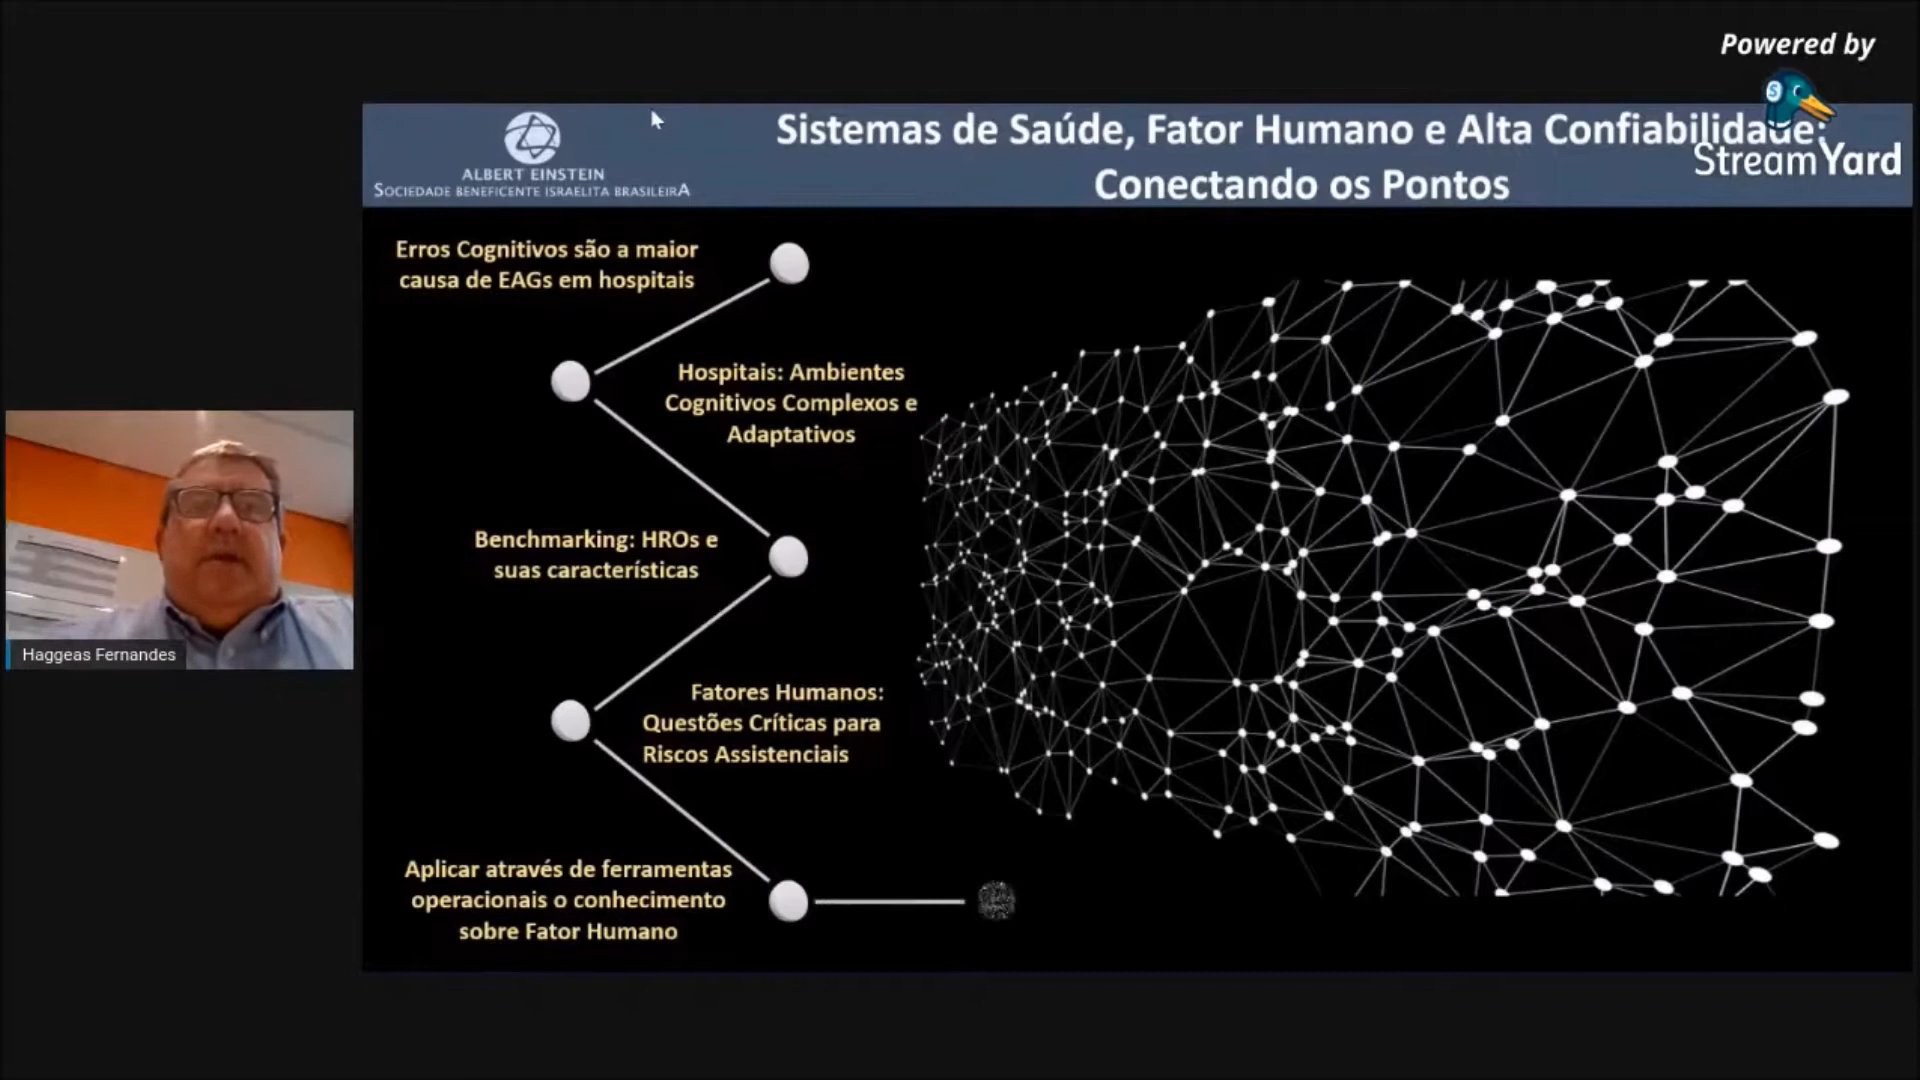 Powered by
StreamYard
ALBERT EINSTEIN
SOCIEDADE BENEFICENTE ISRAELITA BRASILEIRA
Sistemas de Saúde, Fator Humano e Alta Confiabilidade:
Conectando os Pontos
Erros Cognitivos são a maior
causa de EAGs em hospitais
Hospitais: Ambientes
Cognitivos Complexos e
Adaptativos
Benchmarking: HROs e
suas características
Fatores Humanos:
Questões Críticas para
Riscos Assistenciais
Aplicar através de ferramentas
operacionais o conhecimento
sobre Fator Humano
Haggeas Fernandes